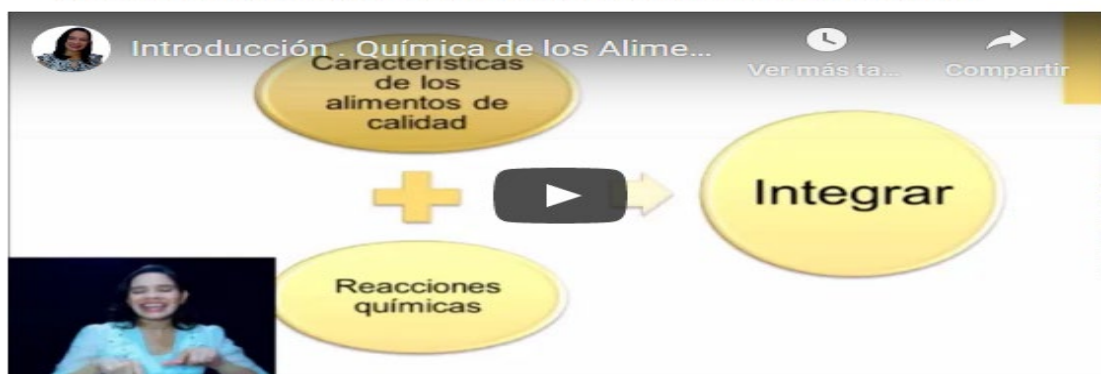 Introducción . Química de los Alime...
Ver más ta...
Compartir
Características
de los
alimentos de
calidad
Integrar
Reacciones
químicas